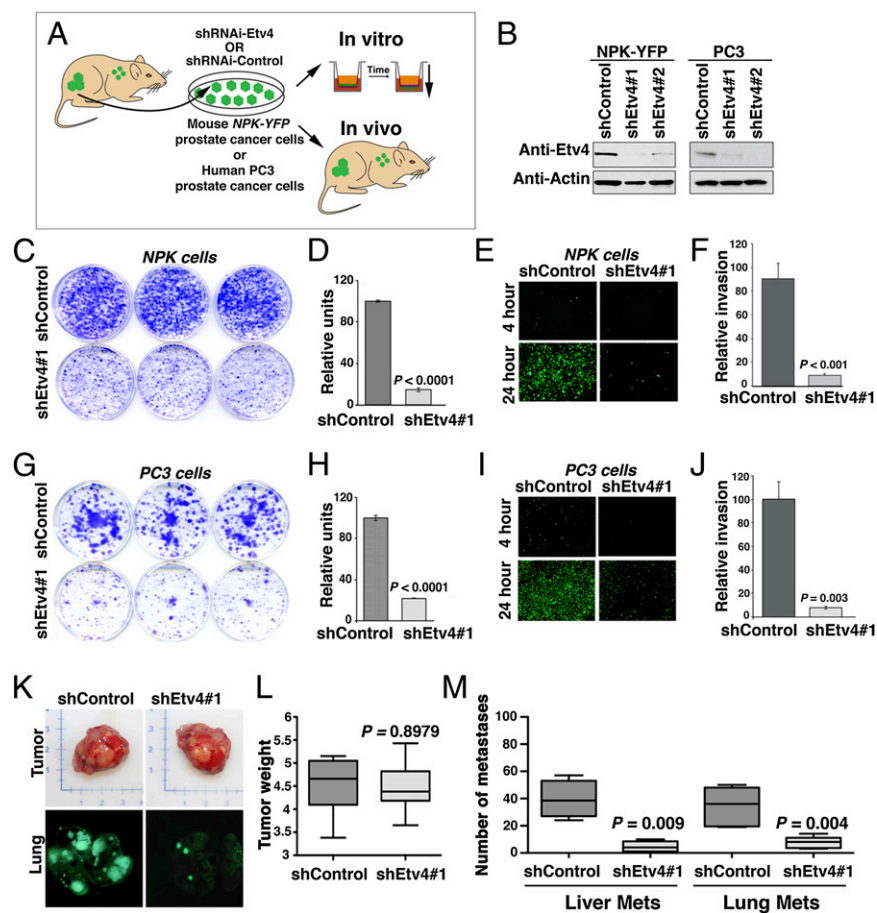 A
shRNAi-Etv4
OR
shRNAi-Control
Mouse NPK-YFP
prostate cancer cells
or
Human PC3
prostate cancer cells
In vitro
Time
In vivo
B
NPK-YFP PC3
shControl shEtv4#1 shEtv4#2 shControl shEtv4#1 shEtv4#2
Anti-Etv4
Anti-Actin
C
NPK cells
shControl
shEtv4#1
D
Relative units
120
100
80
40
0
P < 0.0001
shControl shEtv4#1
E
NPK cells
shControl shEtv4#1
4 hour
24 hour
F
Relative invasion
120
100
80
60
40
20
0
P < 0.001
shControl shEtv4#1
G
PC3 cells
shControl
shEtv4#1
H
Relative units
120
80
40
0
P < 0.0001
shControl shEtv4#1
I
PC3 cells
shControl shEtv4#1
4 hour
24 hour
J
Relative invasion
120
100
80
60
40
20
0
P = 0.003
shControl shEtv4#1
K
shControl shEtv4#1
Tumor
Lung
L
Tumor weight
6
5.5
5
4.5
4
3.5
3
P = 0.8979
shControl shEtv4#1
M
Number of metastases
100
80
60
40
20
0
P = 0.009
P = 0.004
shControl shEtv4#1 shControl shEtv4#1
Liver Mets Lung Mets